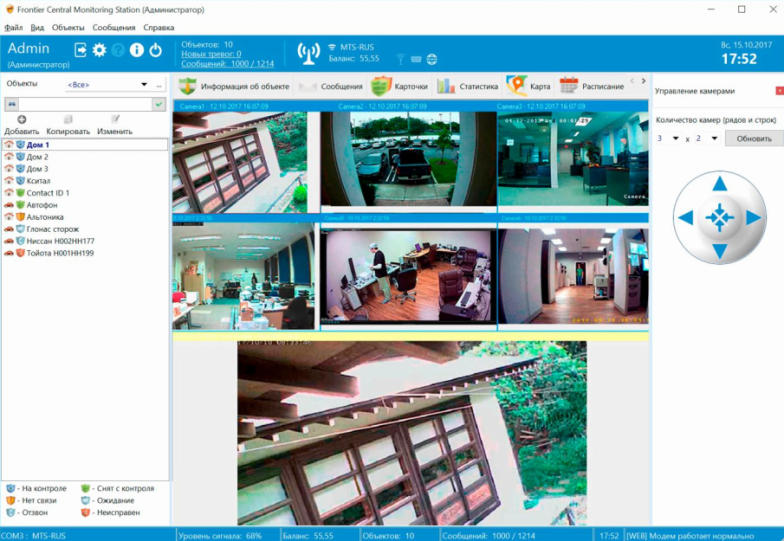 Frontier Central Monitoring Station (Администратор)
Файл Вид Объекты Сообщения Справка
Admin
(Администратор)
Объектов: 10
Новых тревог: 0
Сообщений: 1000 / 1214
MTS-RUS
Баланс: 55,55
Вс, 15.10.2017
17:52
Объекты <Все> ...
Добавить Копировать Изменить
Дом 1
Дом 2
Дом 3
Кситал
Contact ID 1
Автофон
Альтоника
Глонас сторож
Ниссан Н002НН177
Тойота Н001НН199
- На контроле - Снят с контроля
- Нет связи - Ожидание
- Отзвон - Неисправен
Информация об объекте Сообщения Карточки Статистика Карта Расписание
Camera1 - 12.10.2017 16:07:09 Camera2 - 12.10.2017 16:07:09 Camera3 - 12.10.2017 16:07:09
Camera
Управление камерами
Количество камер (рядов и строк)
3 x 2 Обновить
COM3 : MTS-RUS Уровень сигнала: 68% Баланс: 55,55 Объектов: 10 Сообщений: 1000 / 1214 17:52 [WEB] Модем работает нормально